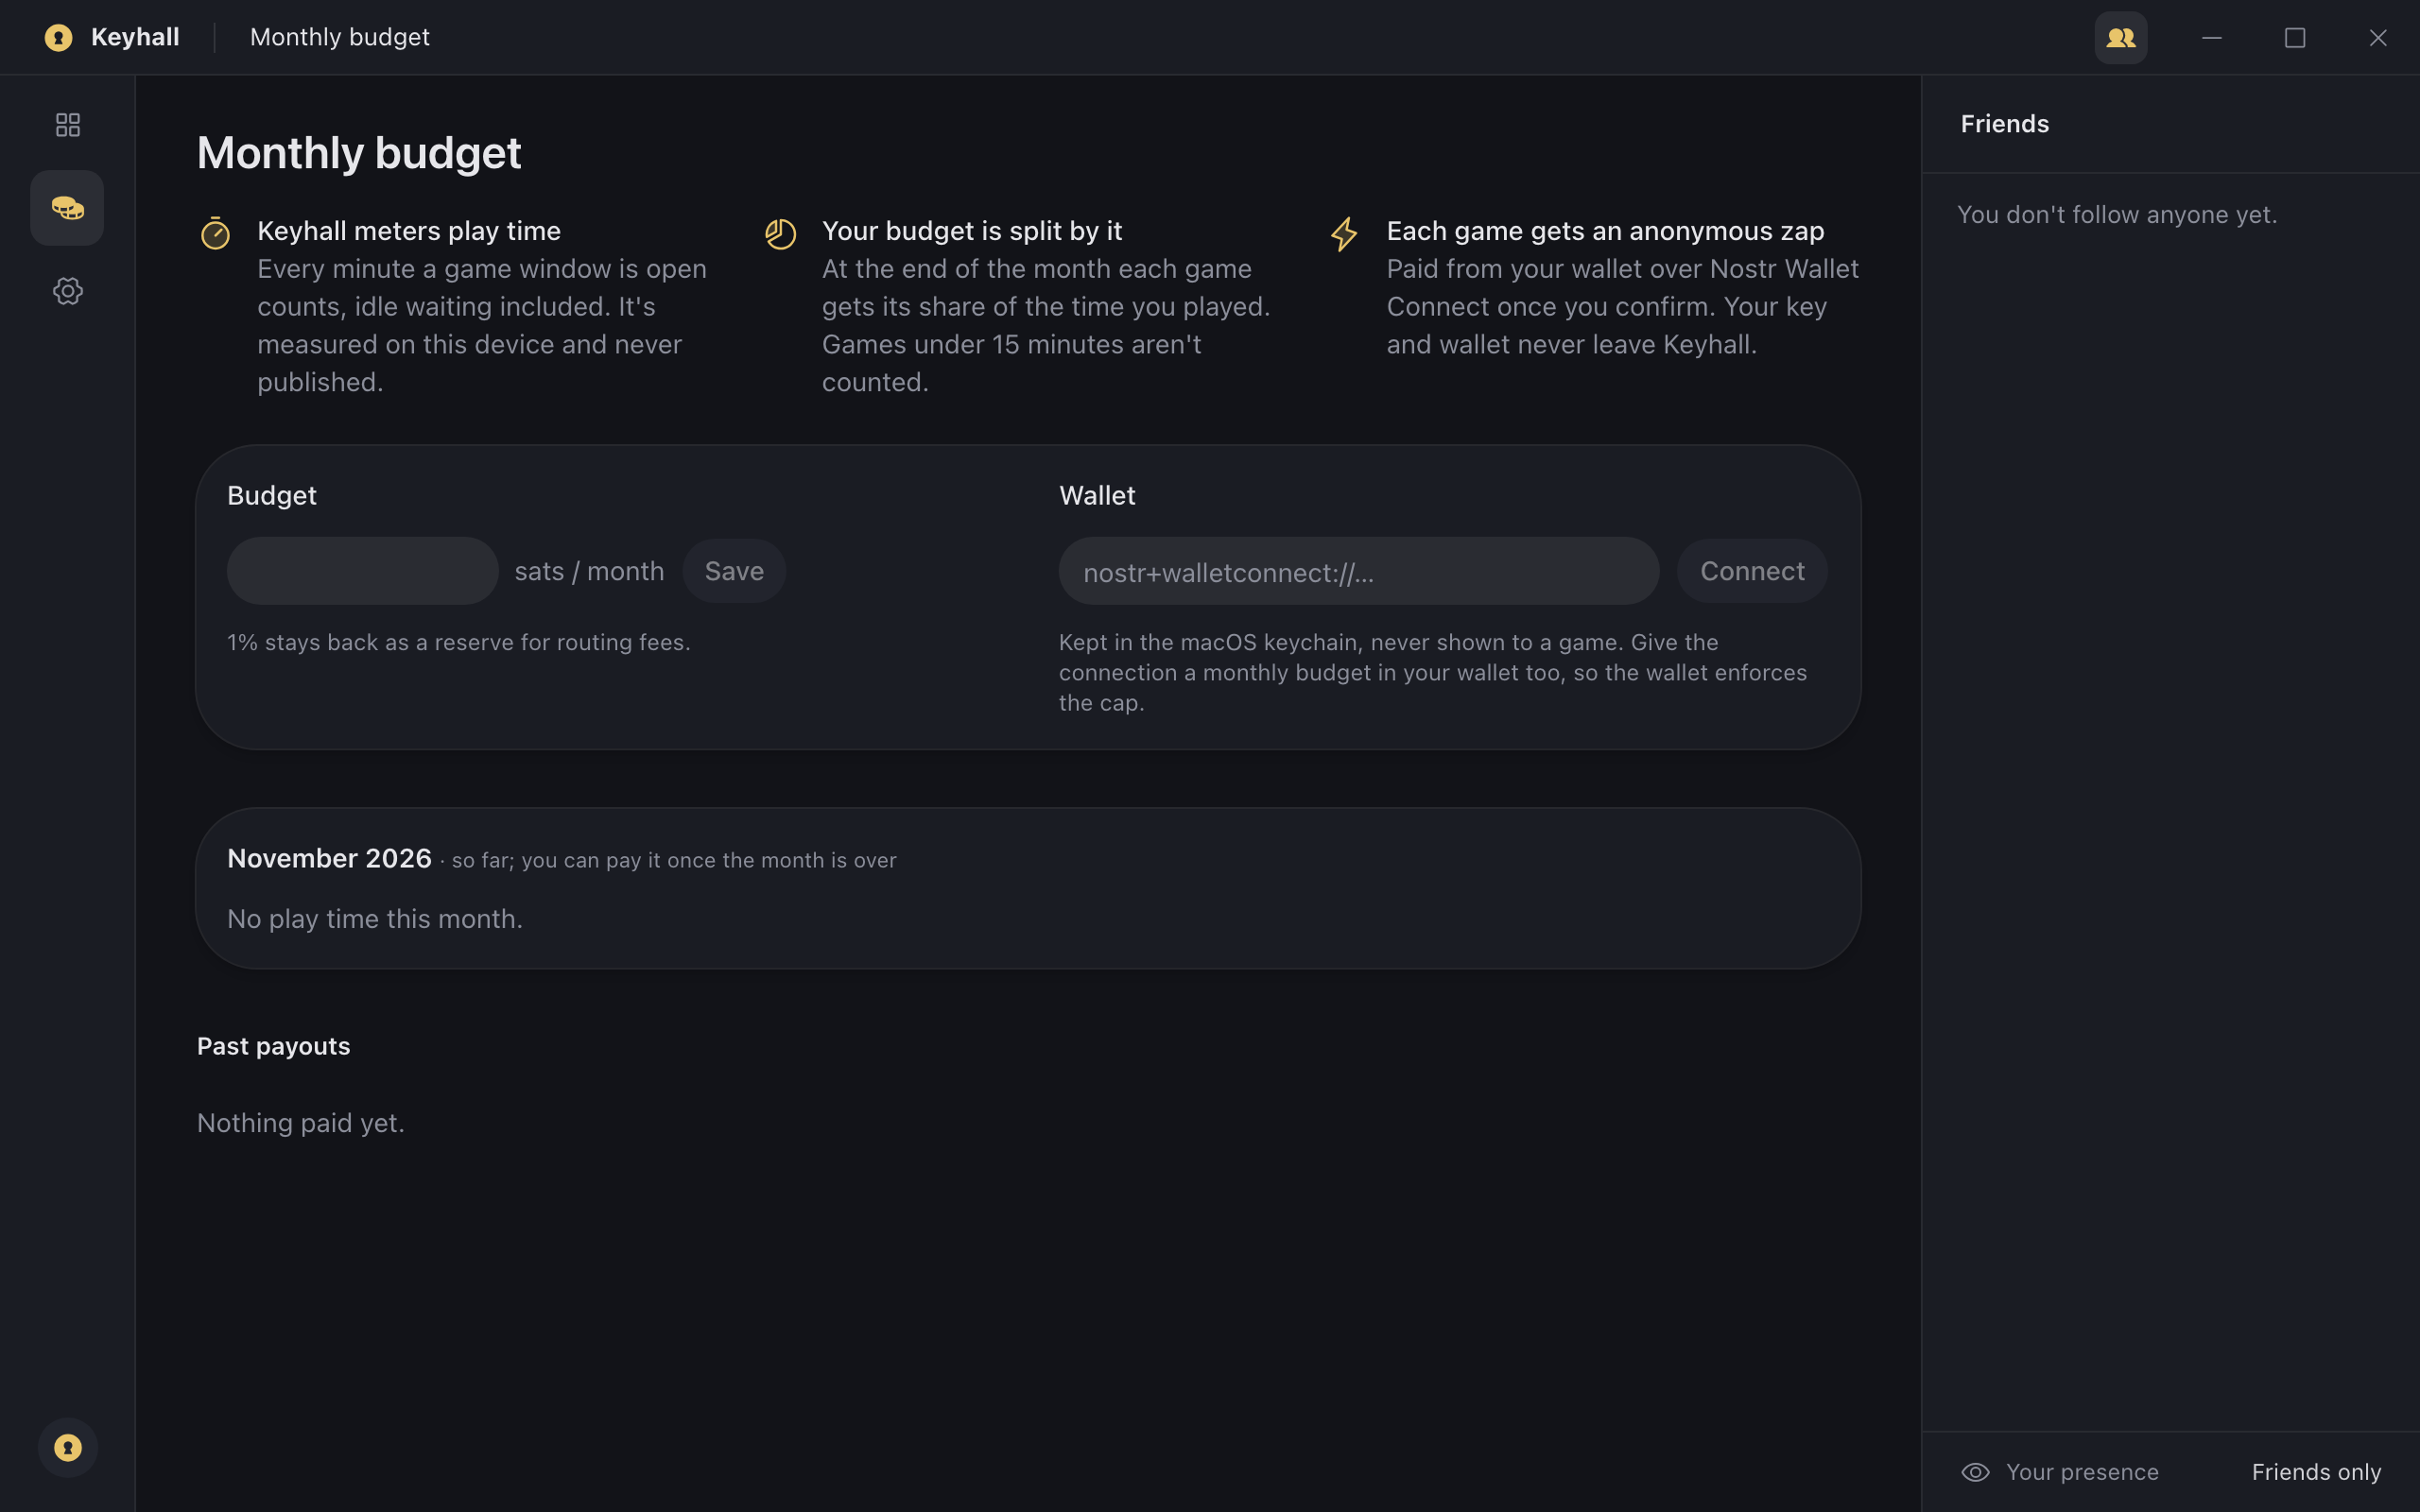 Keyhall
Monthly budget
Monthly budget
Keyhall meters play time
Every minute a game window is open
counts, idle waiting included. It's
measured on this device and never
published.
Your budget is split by it
At the end of the month each game
gets its share of the time you played.
Games under 15 minutes aren't
counted.
Each game gets an anonymous zap
Paid from your wallet over Nostr Wallet
Connect once you confirm. Your key
and wallet never leave Keyhall.
Budget
sats / month
Save
1% stays back as a reserve for routing fees.
Wallet
nostr+walletconnect://...
Connect
Kept in the macOS keychain, never shown to a game. Give the
connection a monthly budget in your wallet too, so the wallet enforces
the cap.
November 2026 · so far; you can pay it once the month is over
No play time this month.
Past payouts
Nothing paid yet.
Friends
You don't follow anyone yet.
Your presence
Friends only